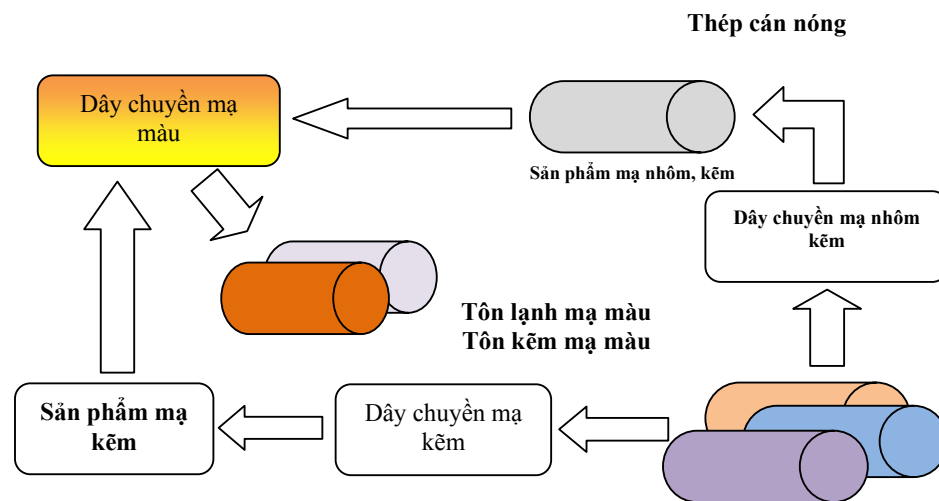 Thép cán nóng
Dây chuyền mạ
màu
Sản phẩm mạ nhôm, kẽm
Dây chuyền mạ nhôm
kẽm
Tôn lạnh mạ màu
Tôn kẽm mạ màu
Sản phẩm mạ
kẽm
Dây chuyền mạ
kẽm